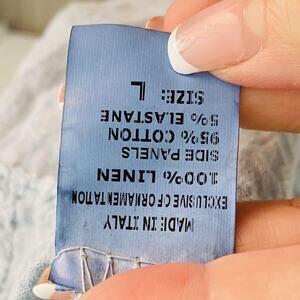 MADE IN ITALY
EXCLUSIVE OF ORNAMENTATION
100% LINEN
SIDE PANELS
95% COTTON
5% ELASTANE
SIZE: L